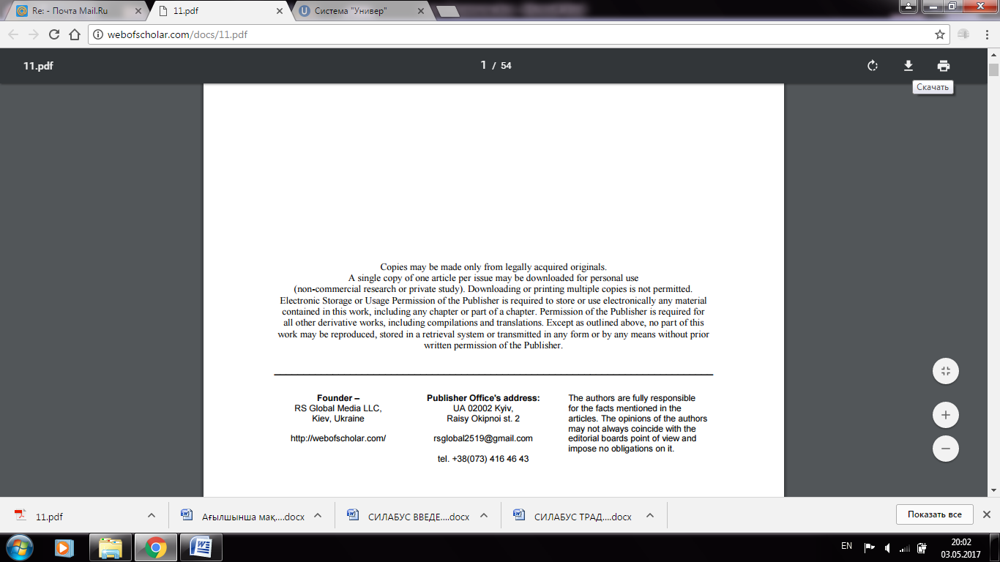 Re: - Почта Mail.Ru
11.pdf
Система "Универ"
webofscholar.com/docs/11.pdf
11.pdf
1 / 54
Скачать
Copies may be made only from legally acquired originals.
A single copy of one article per issue may be downloaded for personal use
(non-commercial research or private study). Downloading or printing multiple copies is not permitted.
Electronic Storage or Usage Permission of the Publisher is required to store or use electronically any material
contained in this work, including any chapter or part of a chapter. Permission of the Publisher is required for
all other derivative works, including compilations and translations. Except as outlined above, no part of this
work may be reproduced, stored in a retrieval system or transmitted in any form or by any means without prior
written permission of the Publisher.
Founder –
RS Global Media LLC,
Kiev, Ukraine
http://webofscholar.com/
Publisher Office's address:
UA 02002 Kyiv,
Raisy Okipnoi st. 2
rsglobal2519@gmail.com
tel. +38(073) 416 46 43
The authors are fully responsible
for the facts mentioned in the
articles. The opinions of the authors
may not always coincide with the
editorial boards point of view and
impose no obligations on it.
11.pdf
Ағылшынша мақ....docx
СИЛАБУС ВВЕДЕ....docx
СИЛАБУС ТРАД....docx
Показать все
EN
20:02
03.05.2017